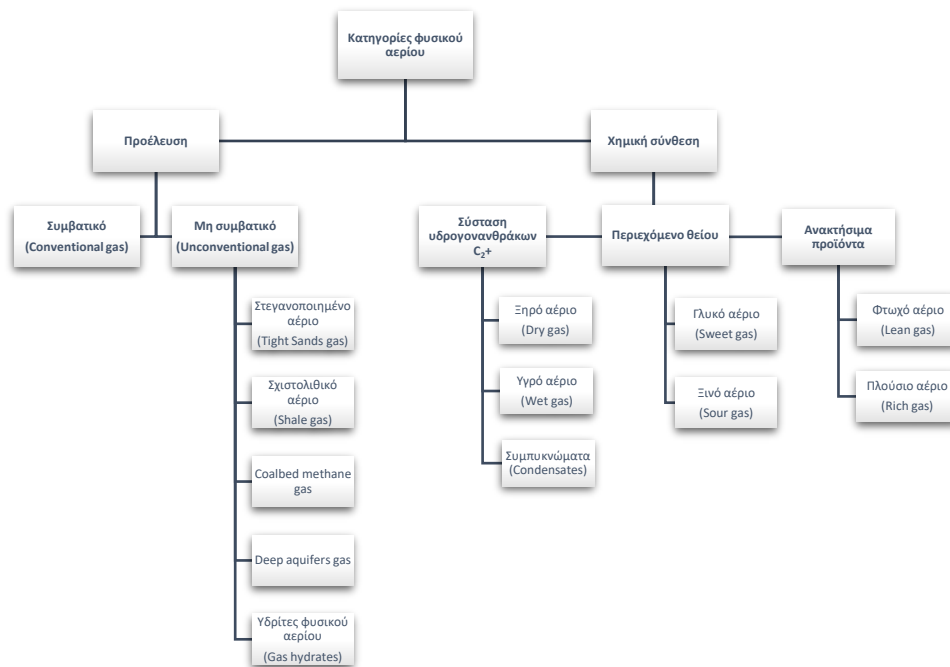 Κατηγορίες φυσικού
αερίου
Προέλευση
Χημική σύνθεση
Συμβατικό
(Conventional gas)
Μη συμβατικό
(Unconventional gas)
Σύσταση
υδρογονανθράκων
C₂+
Περιεχόμενο θείου
Ανακτήσιμα
προϊόντα
Στεγανοποιημένο
αέριο
(Tight Sands gas)
Σχιστολιθικό
αέριο
(Shale gas)
Coalbed methane
gas
Deep aquifers gas
Υδρίτες φυσικού
αερίου
(Gas hydrates)
Ξηρό αέριο
(Dry gas)
Υγρό αέριο
(Wet gas)
Συμπυκνώματα
(Condensates)
Γλυκό αέριο
(Sweet gas)
Ξινό αέριο
(Sour gas)
Φτωχό αέριο
(Lean gas)
Πλούσιο αέριο
(Rich gas)